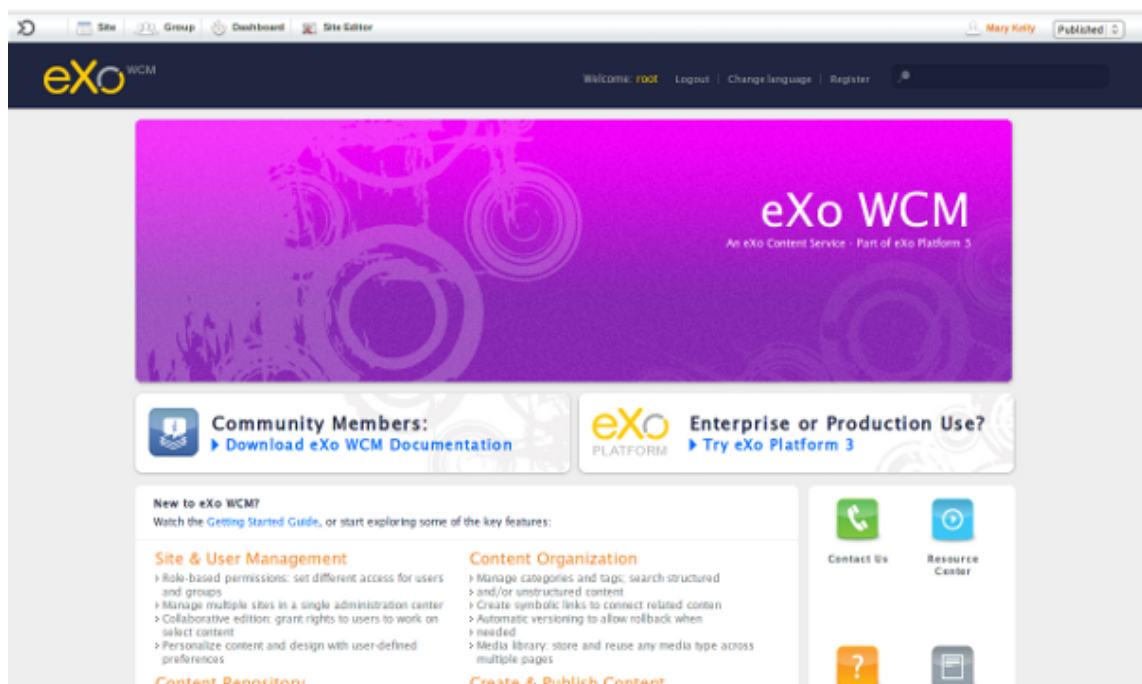 Site Group Dashboard Site Editor Mary Kelly Published
eXo WCM
Welcome: root Logout | Change language | Register
eXo WCM
An eXo Content Service - Part of eXo Platform 3
Community Members:
Download eXo WCM Documentation
eXo PLATFORM
Enterprise or Production Use?
Try eXo Platform 3
New to eXo WCM?
Watch the Getting Started Guide, or start exploring some of the key features:
Site & User Management
Role-based permissions: set different access for users
and groups
Manage multiple sites in a single administration center
Collaborative edition: grant rights to users to work on
select content
Personalize content and design with user-defined
preferences
Content Repository
Content Organization
Manage categories and tags; search structured
and/or unstructured content
Create symbolic links to connect related conten
Automatic versioning to allow rollback when
needed
Media library: store and reuse any media type across
multiple pages
Create & Publish Content
Contact Us
Resource
Center